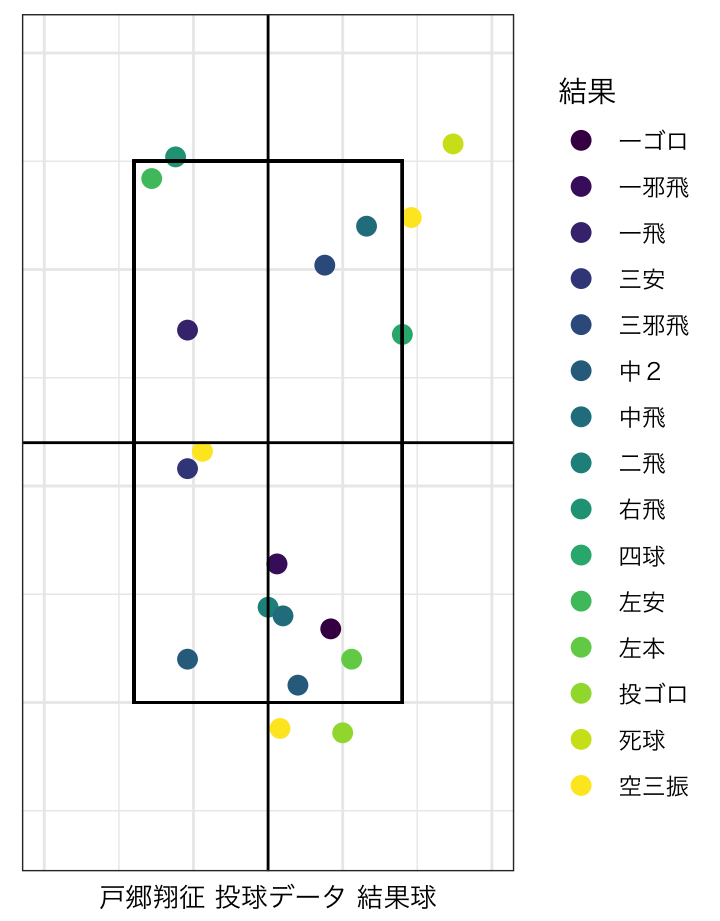 結果
一ゴロ
一邪飛
一飛
三安
三邪飛
中２
中飛
二飛
右飛
四球
左安
左本
投ゴロ
死球
空三振
戸郷翔征 投球データ 結果球